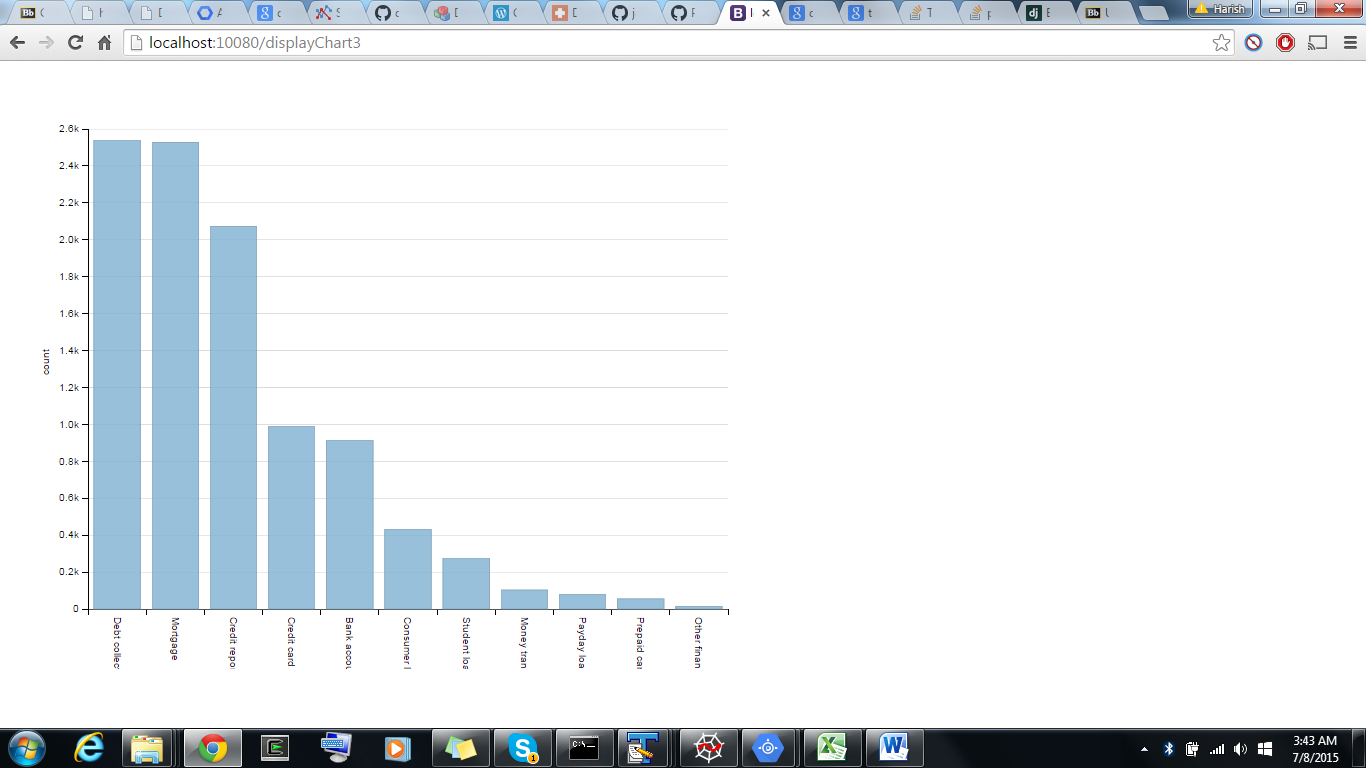 Harish
localhost:10080/displayChart3
2.6k
2.4k
2.2k
2.0k
1.8k
1.6k
1.4k
1.2k
1.0k
0.8k
0.6k
0.4k
0.2k
0
count
Debt collec
Mortgage
Credit repo
Credit card
Bank accou
Consumer l
Student loa
Money tran
Payday loa
Prepaid car
Other finan
3:43 AM
7/8/2015